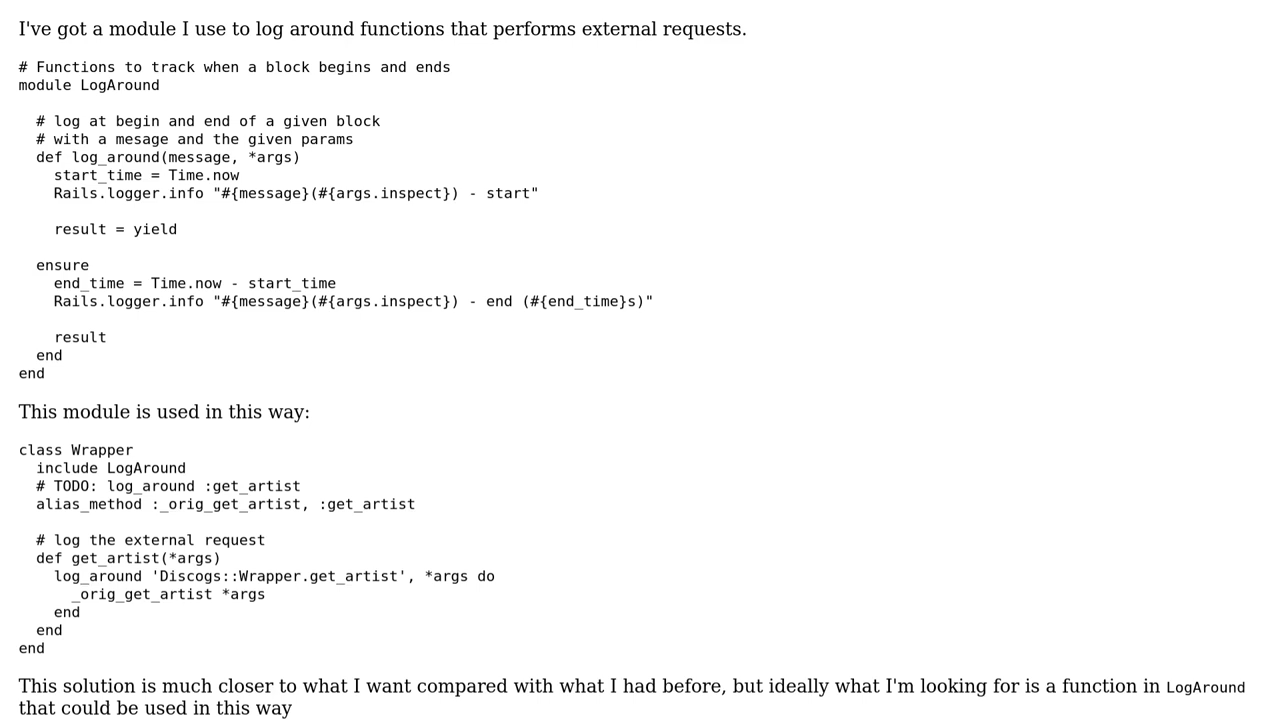 I've got a module I use to log around functions that performs external requests.
# Functions to track when a block begins and ends
module LogAround
  # log at begin and end of a given block
  # with a mesage and the given params
  def log_around(message, *args)
    start_time = Time.now
    Rails.logger.info "#{message}(#{args.inspect}) - start"
    result = yield
  ensure
    end_time = Time.now - start_time
    Rails.logger.info "#{message}(#{args.inspect}) - end (#{end_time}s)"
    result
  end
end
This module is used in this way:
class Wrapper
  include LogAround
  # TODO: log_around :get_artist
  alias_method :_orig_get_artist, :get_artist
  # log the external request
  def get_artist(*args)
    log_around 'Discogs::Wrapper.get_artist', *args do
      _orig_get_artist *args
    end
  end
end
This solution is much closer to what I want compared with what I had before, but ideally what I'm looking for is a function in LogAround
that could be used in this way